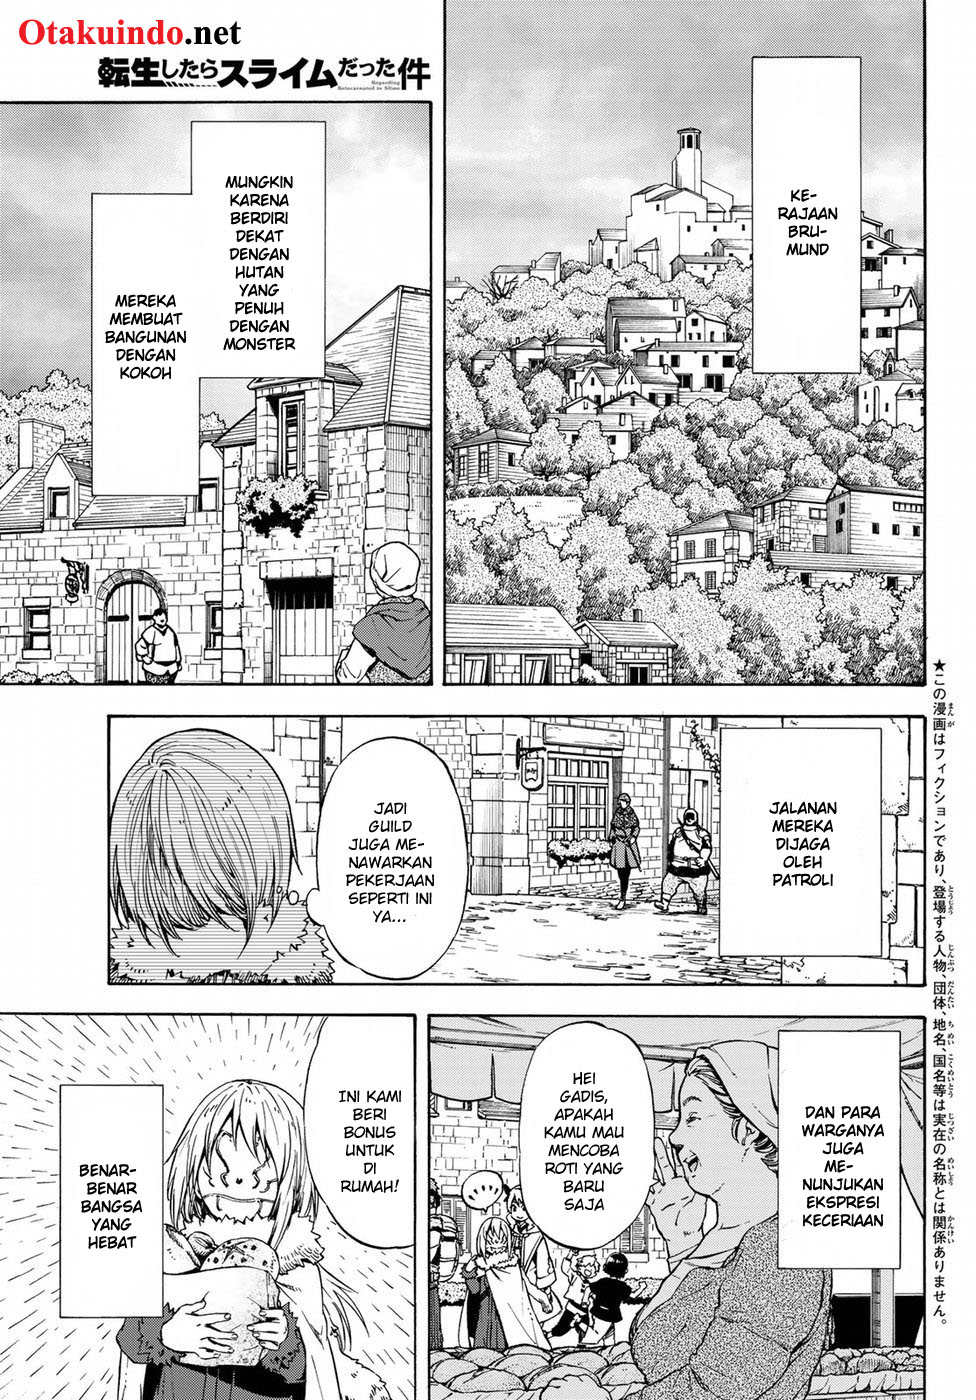 Otakuindo.net
転生したらスライムだった件
Regarding
Reincarnated to Slime
KE-
RAJAAN
BRU-
MUND
MUNGKIN
KARENA
BERDIRI
DEKAT
DENGAN
HUTAN
YANG
PENUH
DENGAN
MONSTER
MEREKA
MEMBUAT
BANGUNAN
DENGAN
KOKOH
JALANAN
MEREKA
DIJAGA
OLEH
PATROLI
JADI
GUILD
JUGA ME-
NAWARKAN
PEKERJAAN
SEPERTI INI
YA...
DAN PARA
WARGANYA
JUGA
ME-
NUNJUKAN
EKSPRESI
KECERIAAN
HEI
GADIS,
APAKAH
KAMU MAU
MENCOBA
ROTI YANG
BARU
SAJA
INI KAMI
BERI
BONUS
UNTUK
DI
RUMAH!
BENAR-
BENAR
BANGSA
YANG
HEBAT
★この漫画はフィクションであり、登場する人物、団体、地名、国名等は実在の名称とは関係ありません。